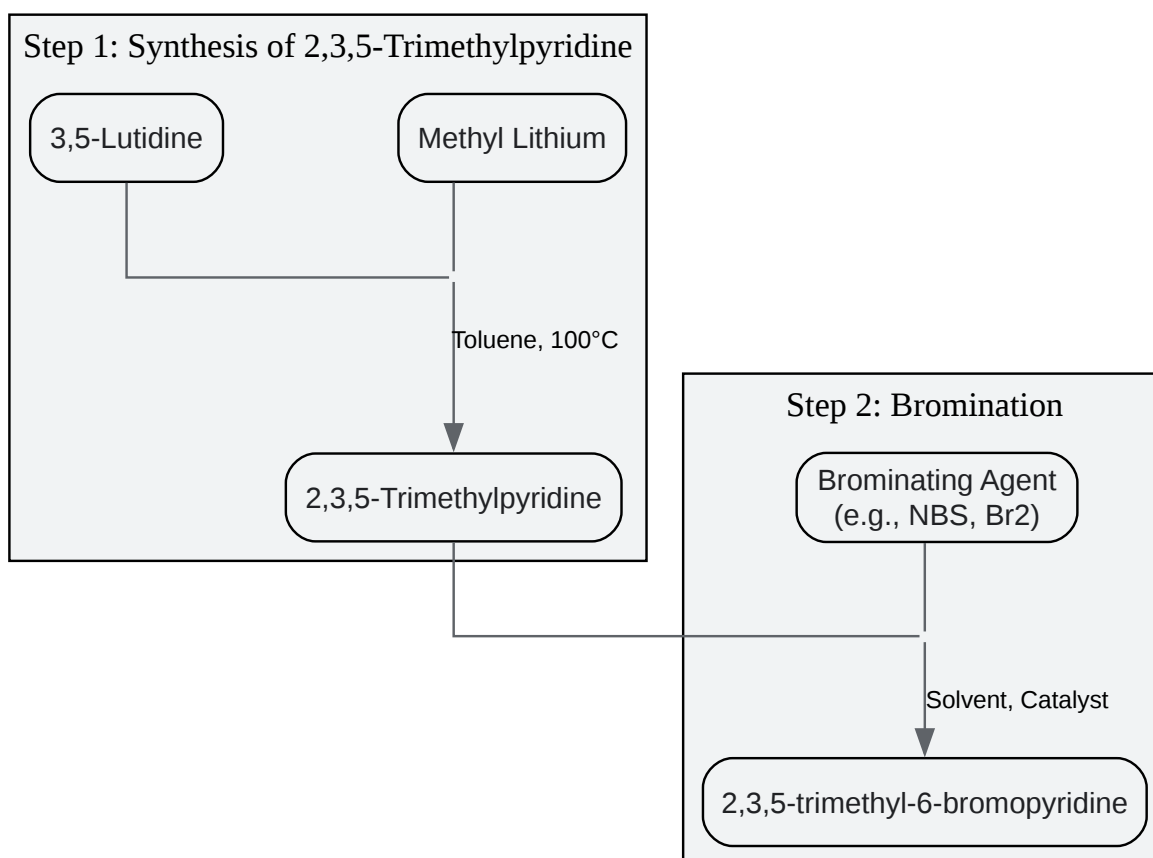 Step 1: Synthesis of 2,3,5-Trimethylpyridine
3,5-Lutidine
Methyl Lithium
Toluene, 100°C
2,3,5-Trimethylpyridine
Step 2: Bromination
Brominating Agent
(e.g., NBS, Br2)
Solvent, Catalyst
2,3,5-trimethyl-6-bromopyridine